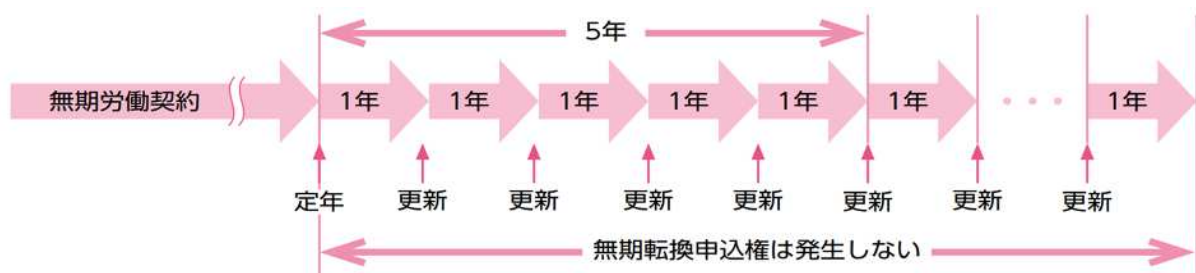 5年
無期労働契約
1年
1年
1年
1年
1年
1年
・・・
1年
定年
更新
更新
更新
更新
更新
更新
更新
無期転換申込権は発生しない